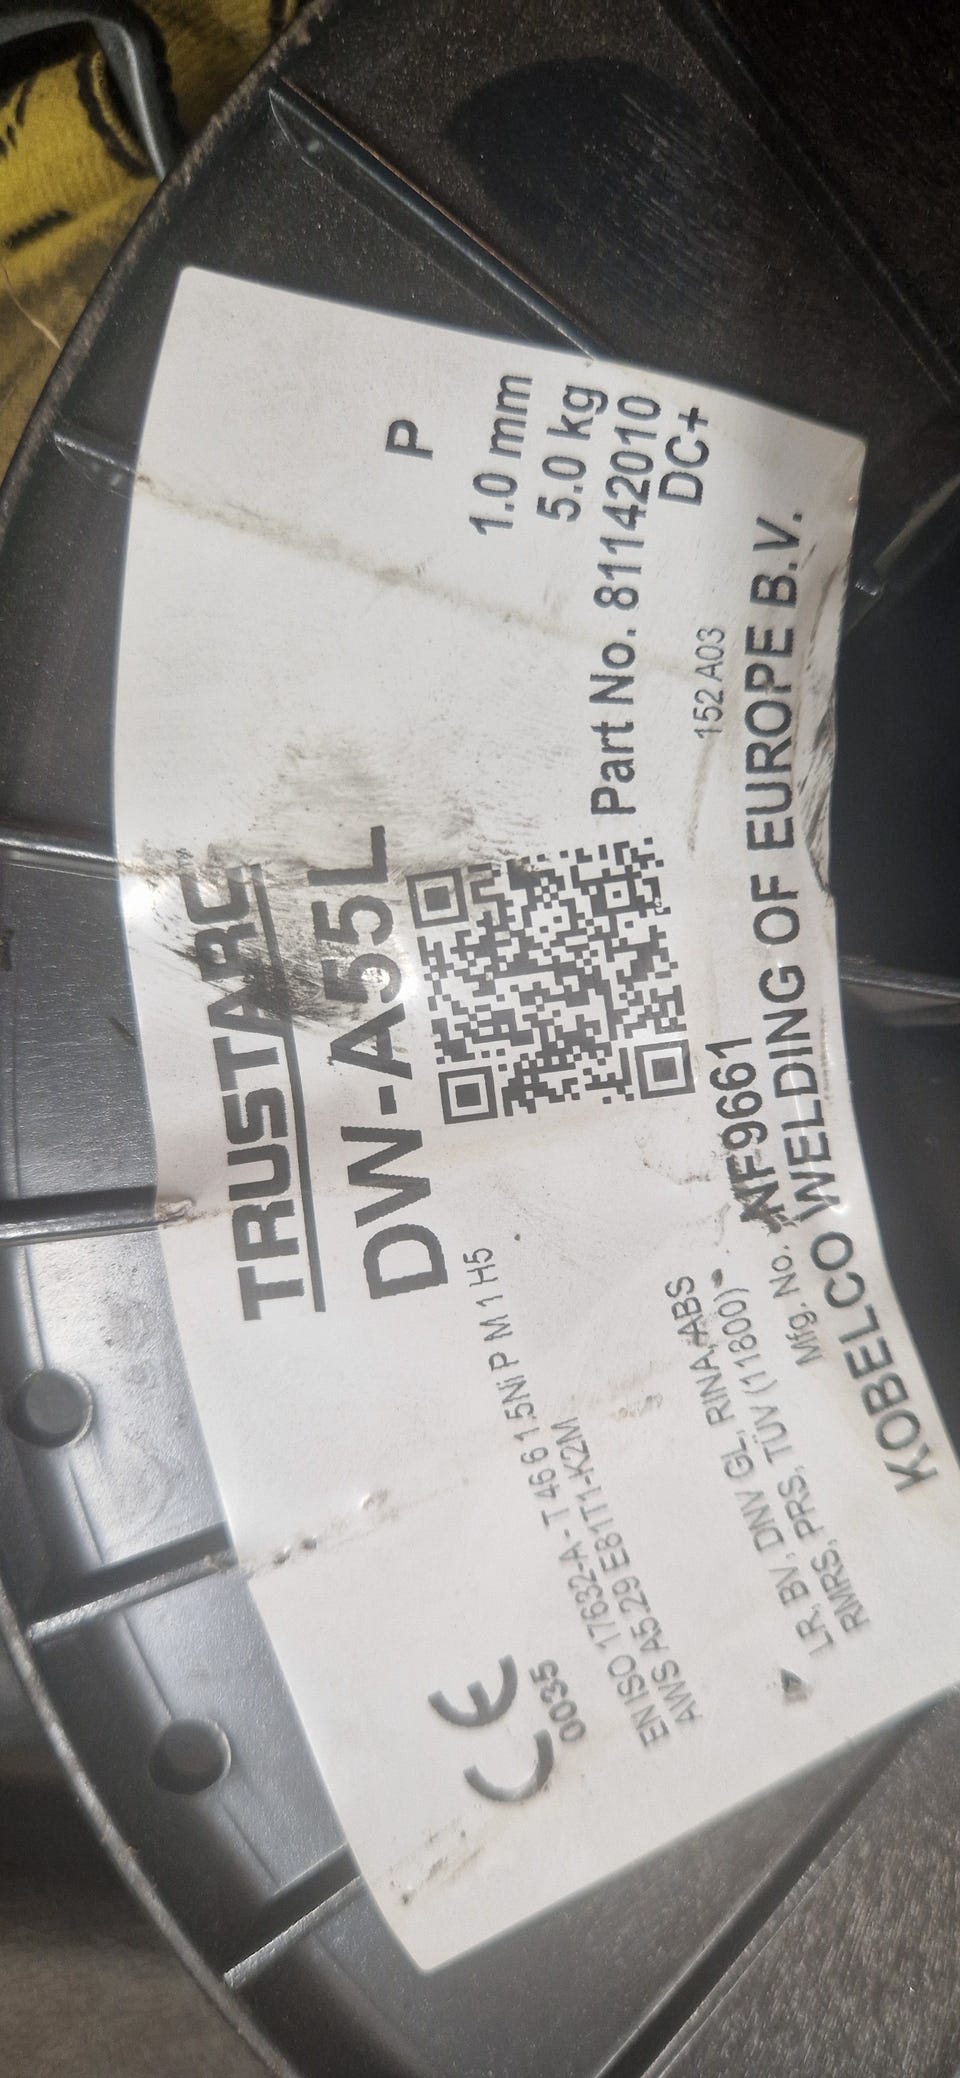 TRUSTARC™
DW-A55L
P
1.0 mm
5.0 kg
Part No. 81142010
DC+
CE
0035
EN ISO 17632-A - T 46 6 1.5Ni P M 1 H5
AWS A5.29 E81T1-K2M
LR, BV, DNV GL, RINA, ABS
RMRS, PRS, TÜV (11800)
152 A03
Mfg. No. NF9661
KOBELCO WELDING OF EUROPE B.V.